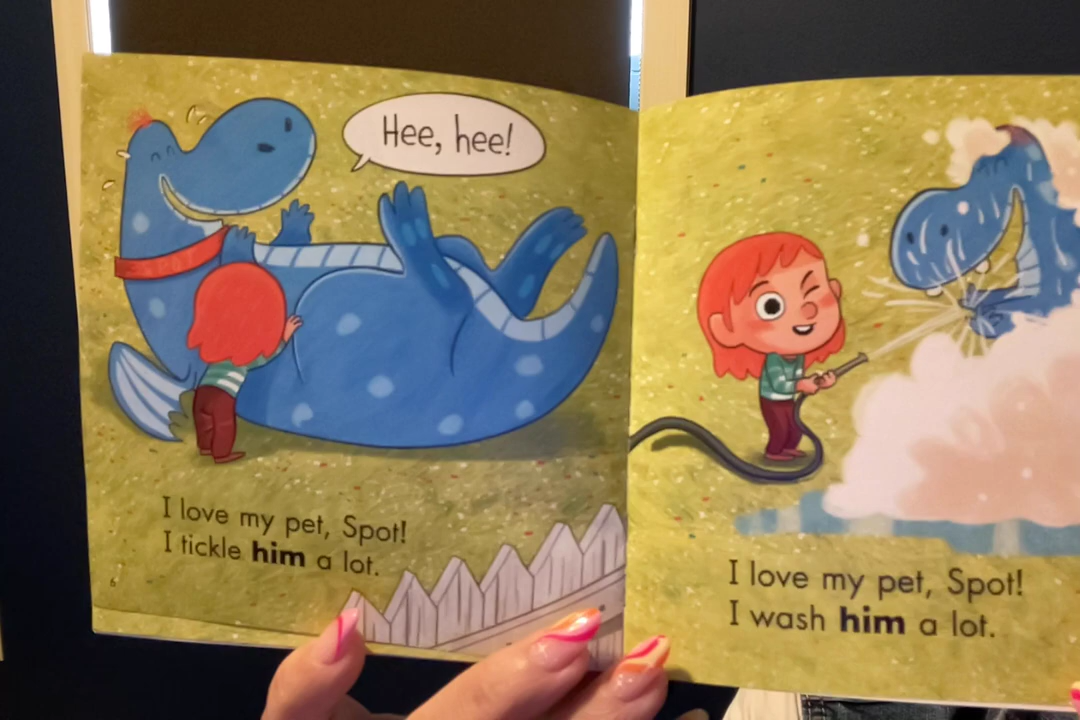 Hee, hee!
I love my pet, Spot!
I tickle him a lot.
I love my pet, Spot!
I wash him a lot.